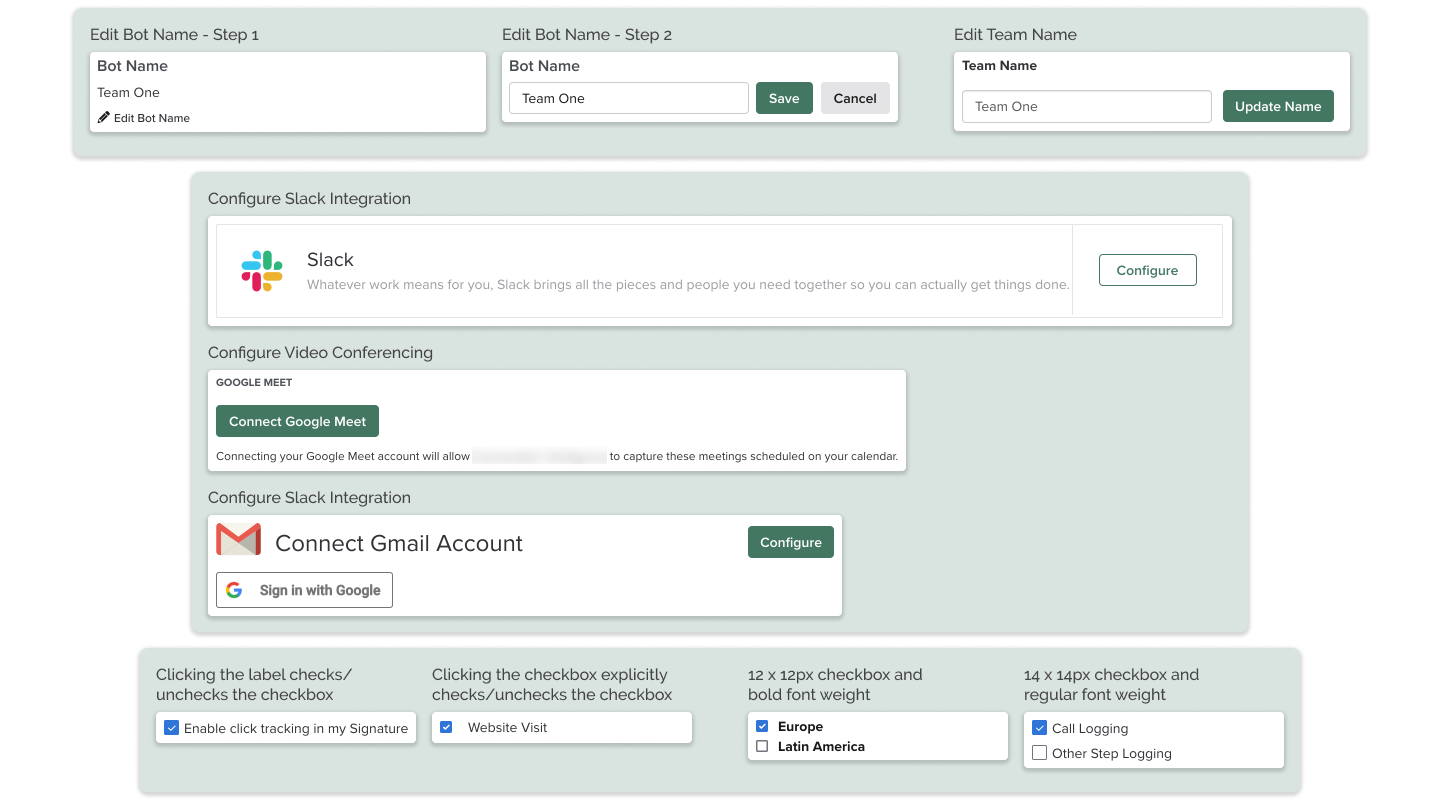 Edit Bot Name - Step 1
Bot Name
Team One
Edit Bot Name
Edit Bot Name - Step 2
Bot Name
Team One
Save
Cancel
Edit Team Name
Team Name
Team One
Update Name
Configure Slack Integration
Slack
Whatever work means for you, Slack brings all the pieces and people you need together so you can actually get things done.
Configure
Configure Video Conferencing
GOOGLE MEET
Connect Google Meet
Connecting your Google Meet account will allow to capture these meetings scheduled on your calendar.
Configure Slack Integration
Connect Gmail Account
Configure
Sign in with Google
Clicking the label checks/
unchecks the checkbox
Enable click tracking in my Signature
Clicking the checkbox explicitly
checks/unchecks the checkbox
Website Visit
12 x 12px checkbox and
bold font weight
Europe
Latin America
14 x 14px checkbox and
regular font weight
Call Logging
Other Step Logging